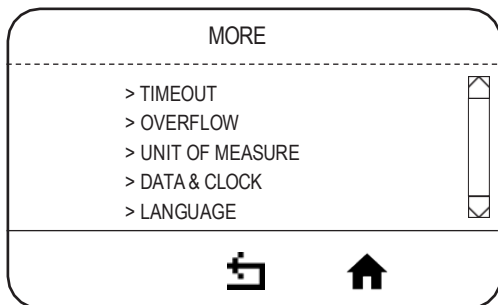 MORE
> TIMEOUT
> OVERFLOW
> UNIT OF MEASURE
> DATA & CLOCK
> LANGUAGE